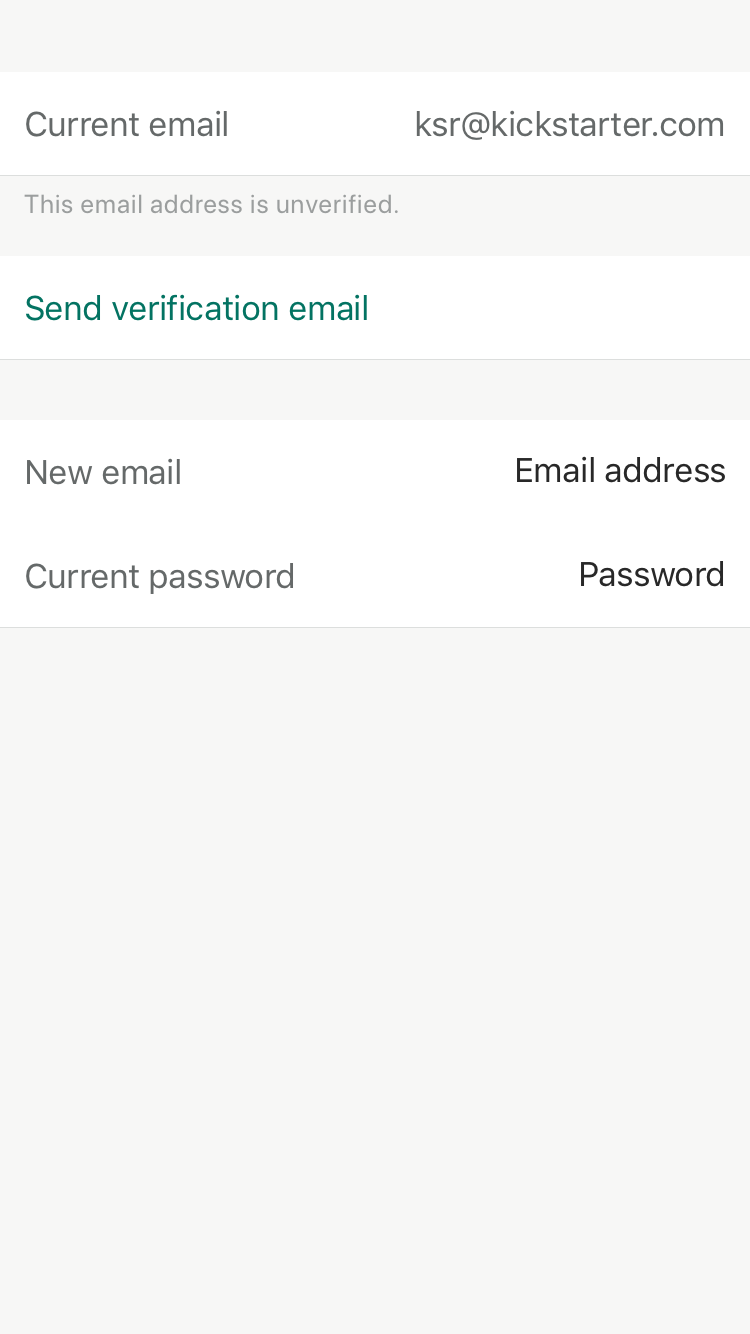 Current email ksr@kickstarter.com
This email address is unverified.
Send verification email
New email Email address
Current password Password